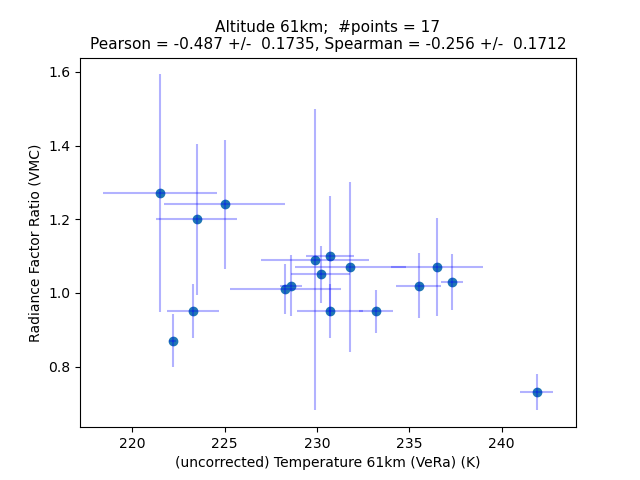 Altitude 61km;  #points = 17
Pearson = -0.487 +/-  0.1735, Spearman = -0.256 +/-  0.1712
1.6
1.4
1.2
1.0
0.8
Radiance Factor Ratio (VMC)
220
225
230
235
240
(uncorrected) Temperature 61km (VeRa) (K)